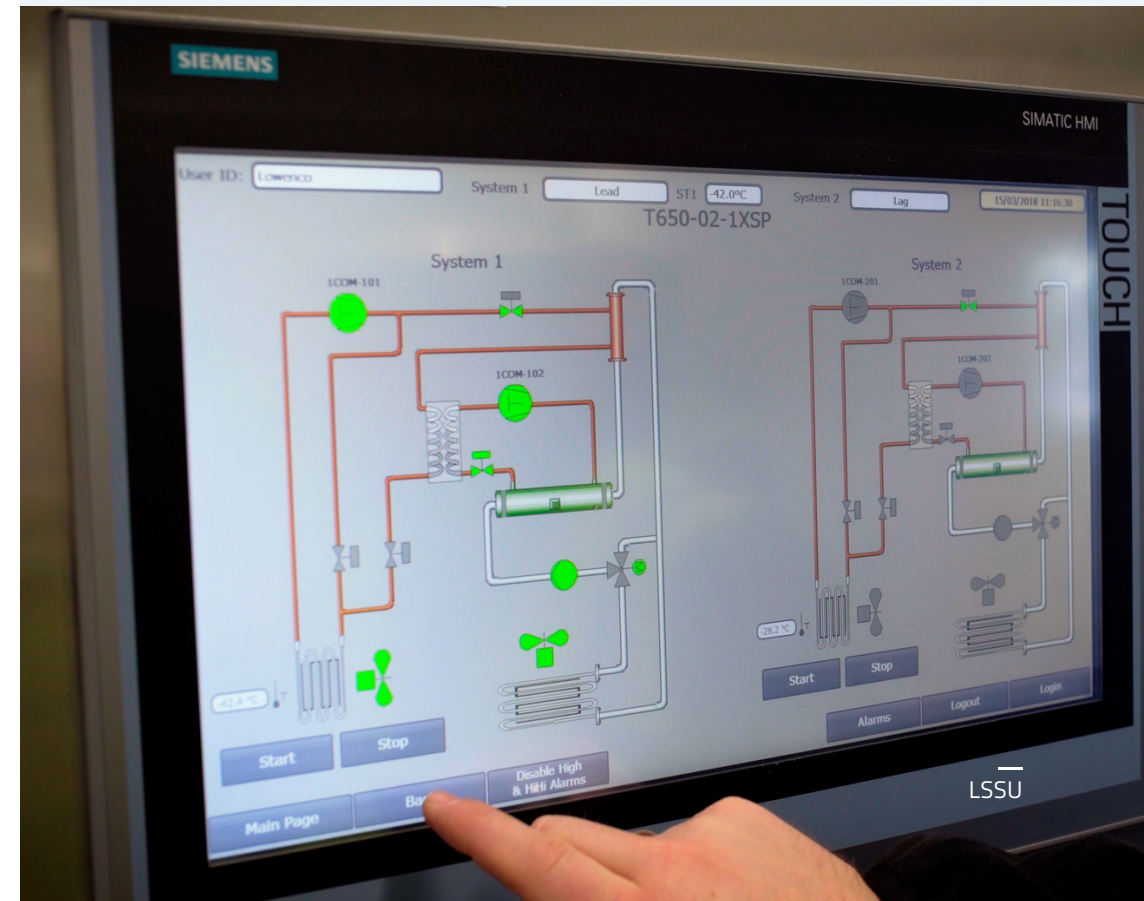 SIEMENS
SIMATIC HMI
TOUCH
User ID: Lowenco
System 1 Lead ST1 -42.0°C System 2 Lag 15/03/2018 11:16:30
T650-02-1XSP
System 1 System 2
1COM-101
1COM-201
1COM-102
1COM-202
-28.2 °C T
T
Start Stop
Start Stop
Alarms Logout Login
Main Page
Disable High
& HiHi Alarms
LSSU